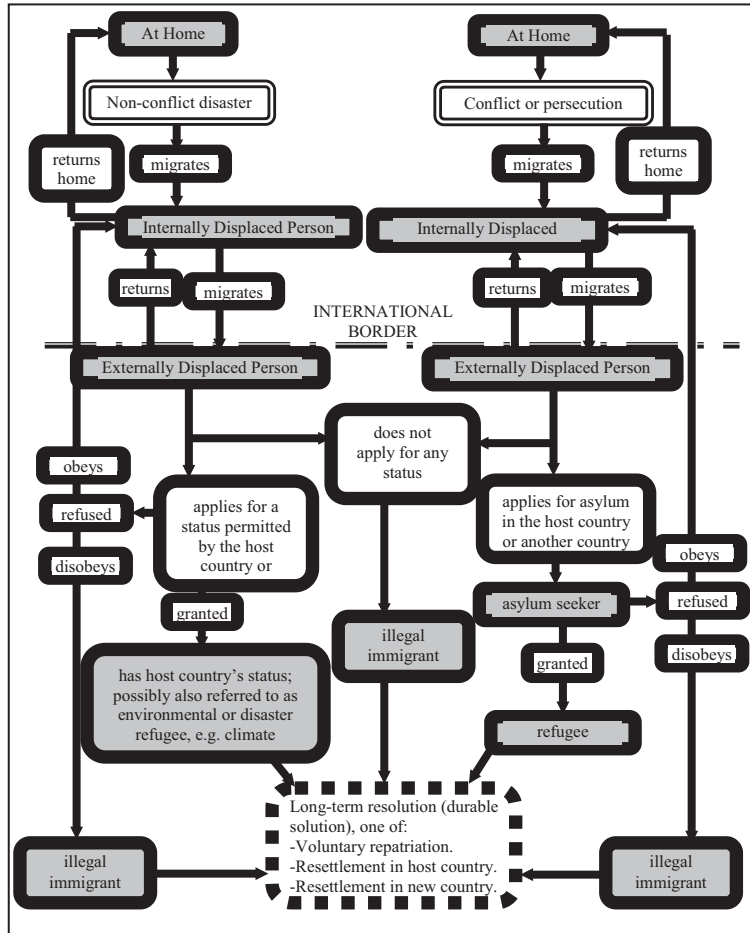 At Home
At Home
Non-conflict disaster
Conflict or persecution
returns
home
migrates
migrates
returns
home
Internally Displaced Person
Internally Displaced
returns
migrates
returns
migrates
INTERNATIONAL
BORDER
Externally Displaced Person
Externally Displaced Person
does not
apply for any
status
obeys
refused
disobeys
applies for a
status permitted
by the host
country or
applies for asylum
in the host country
or another country
obeys
refused
disobeys
granted
asylum seeker
illegal
immigrant
granted
has host country's status;
possibly also referred to as
environmental or disaster
refugee, e.g. climate
refugee
Long-term resolution (durable
solution), one of:
-Voluntary repatriation.
-Resettlement in host country.
-Resettlement in new country.
illegal
immigrant
illegal
immigrant